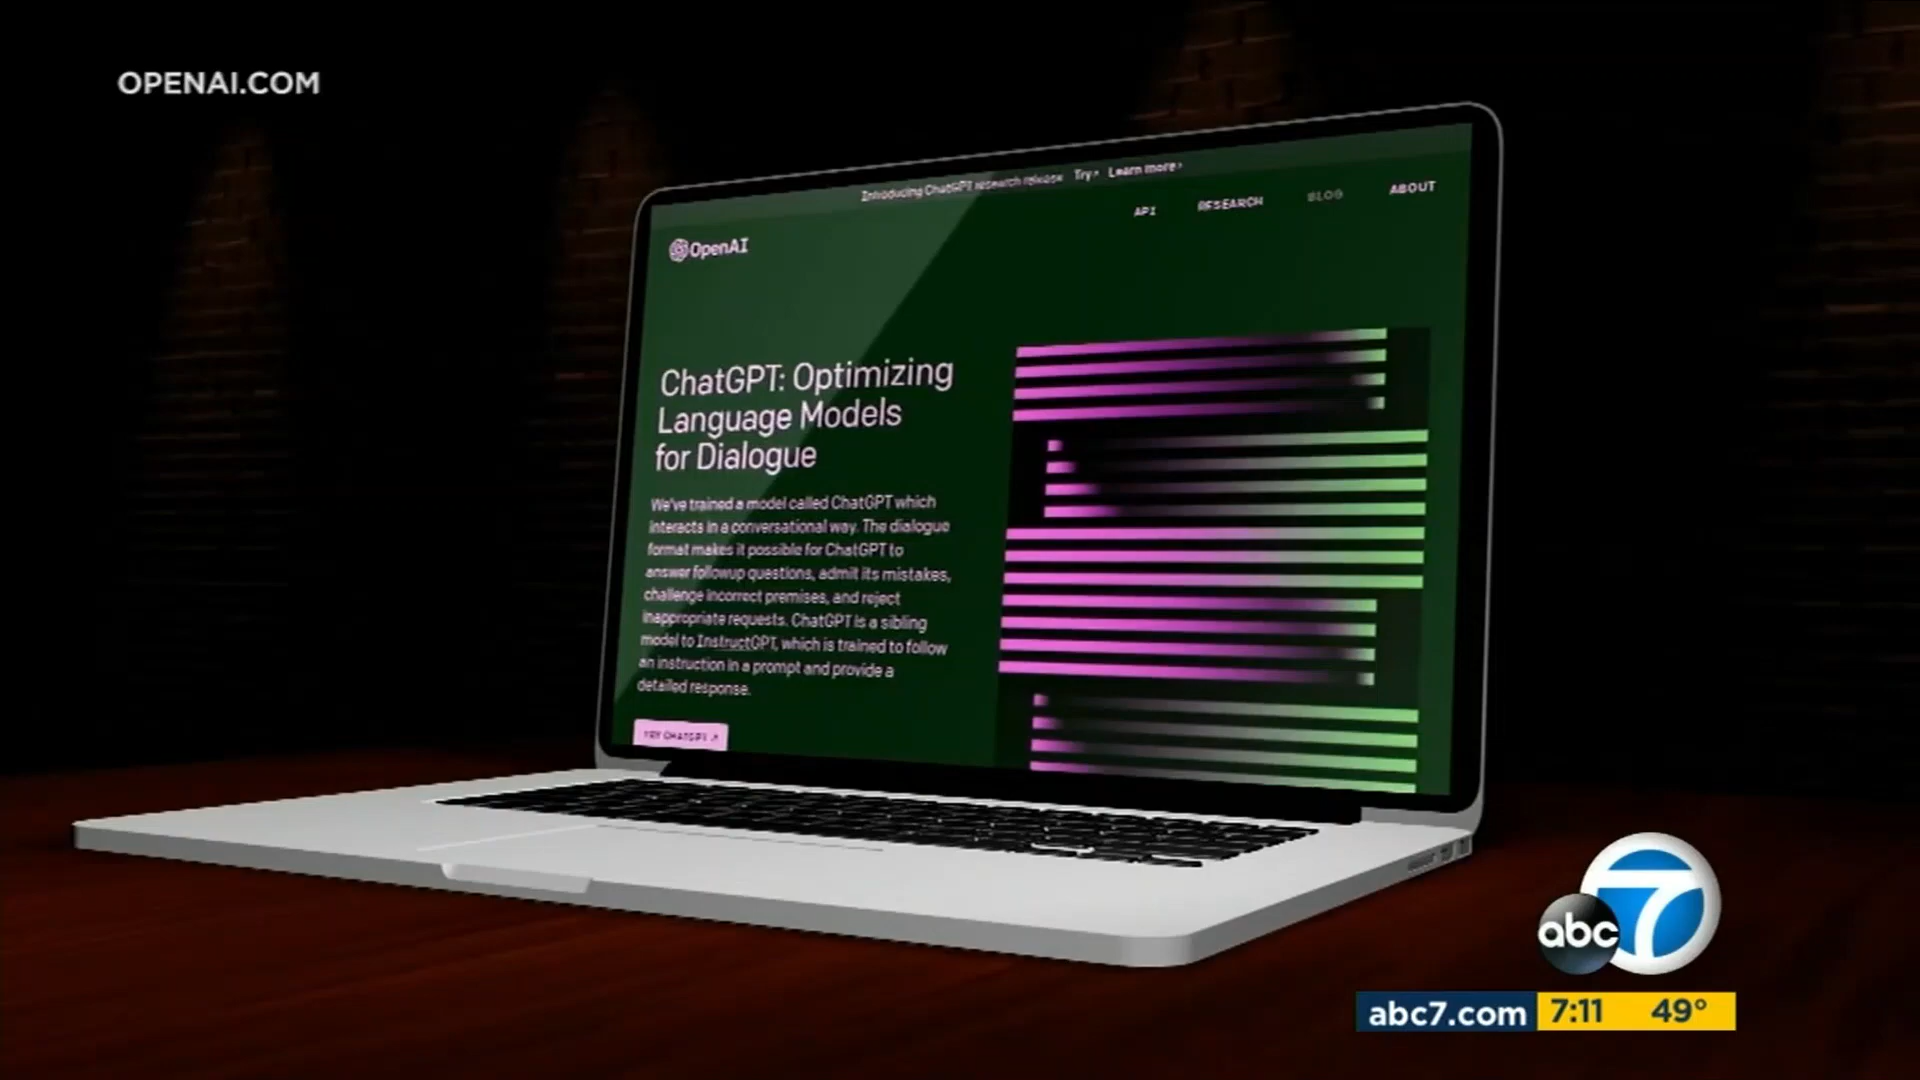 OPENAI.COM
Introducing ChatGPT research release Try› Learn more›
API RESEARCH BLOG ABOUT
OpenAI
ChatGPT: Optimizing
Language Models
for Dialogue
We've trained a model called ChatGPT which
interacts in a conversational way. The dialogue
format makes it possible for ChatGPT to
answer followup questions, admit its mistakes,
challenge incorrect premises, and reject
inappropriate requests. ChatGPT is a sibling
model to InstructGPT, which is trained to follow
an instruction in a prompt and provide a
detailed response.
TRY CHATGPT ↗
abc 7
abc7.com 7:11 49°